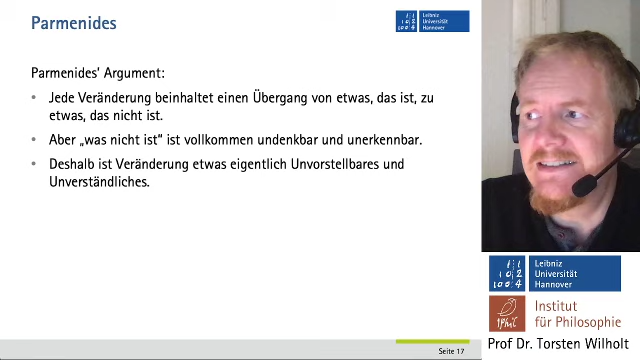 Parmenides
Leibniz
Universität
Hannover
Parmenides' Argument:
• Jede Veränderung beinhaltet einen Übergang von etwas, das ist, zu
etwas, das nicht ist.
• Aber „was nicht ist“ ist vollkommen undenkbar und unerkennbar.
• Deshalb ist Veränderung etwas eigentlich Unvorstellbares und
Unverständliches.
Seite 17
Leibniz
Universität
Hannover
Institut
für Philosophie
Prof Dr. Torsten Wilholt